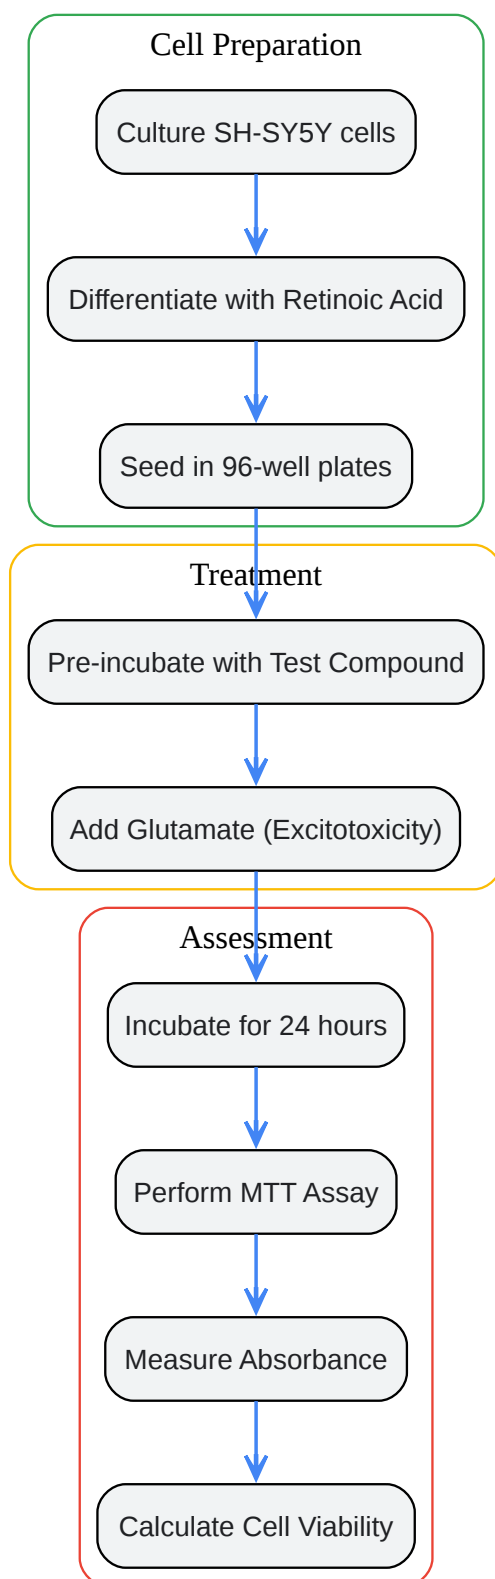 Cell Preparation
Culture SH-SY5Y cells
Differentiate with Retinoic Acid
Seed in 96-well plates
Treatment
Pre-incubate with Test Compound
Add Glutamate (Excitotoxicity)
Assessment
Incubate for 24 hours
Perform MTT Assay
Measure Absorbance
Calculate Cell Viability